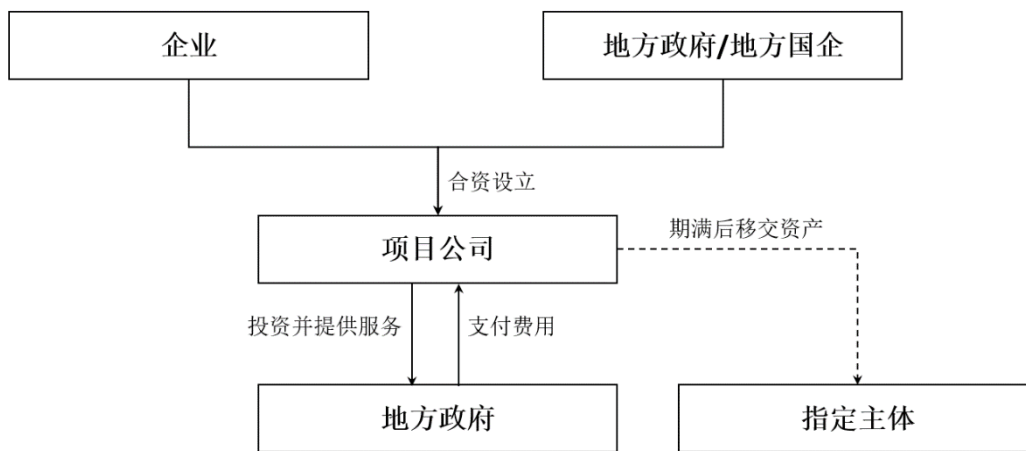 企业
地方政府/地方国企
合资设立
项目公司
期满后移交资产
投资并提供服务
支付费用
地方政府
指定主体